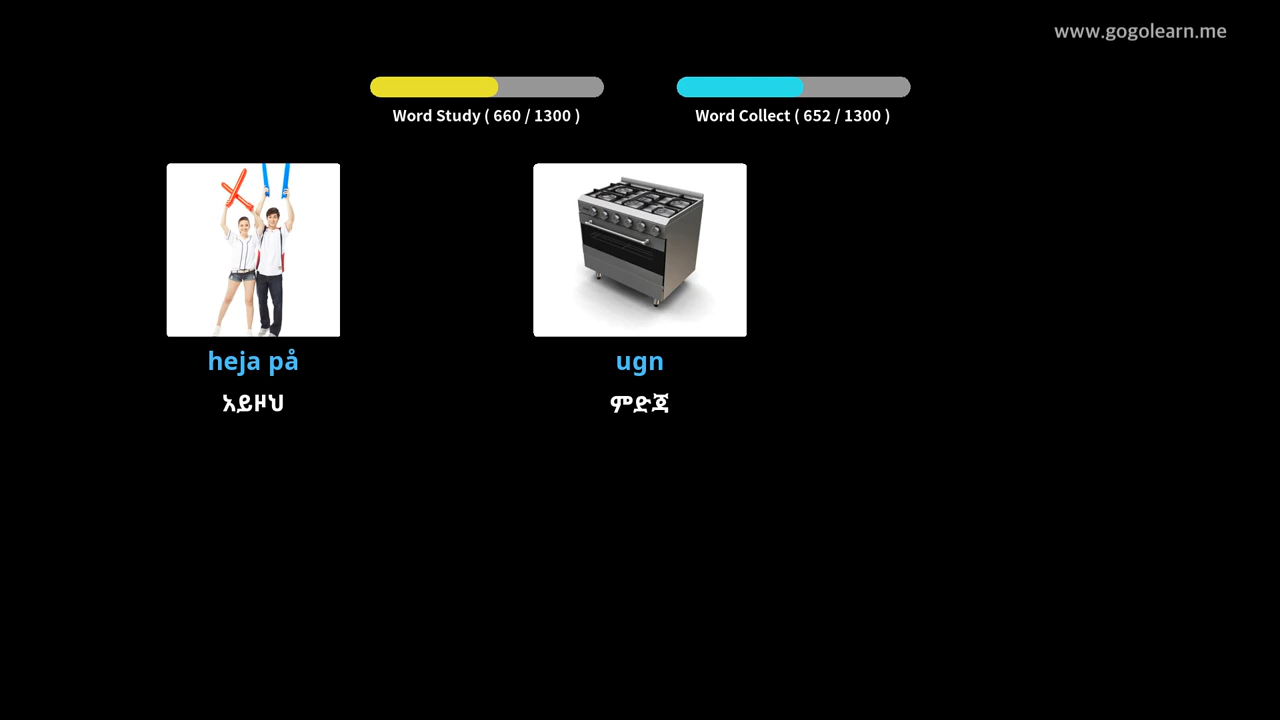 www.gogolearn.me
Word Study ( 660 / 1300 )
Word Collect ( 652 / 1300 )
heja på
ugn
አይዞህ
ምድጃ